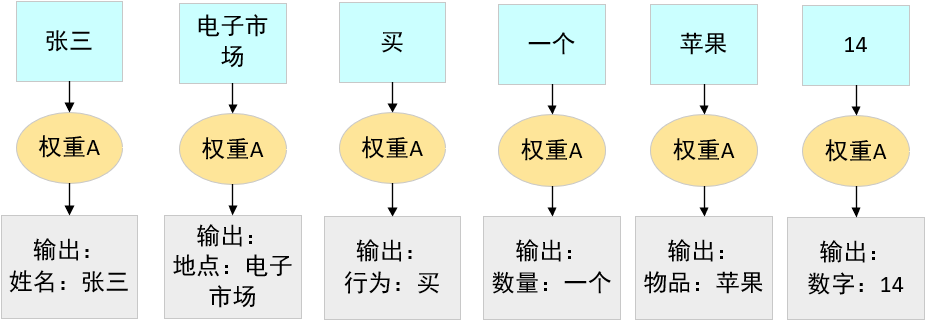 张三
电子市
场
买
一个
苹果
14
权重A
权重A
权重A
权重A
权重A
权重A
输出：
姓名：张三
输出：
地点：电子
市场
输出：
行为：买
输出：
数量：一个
输出：
物品：苹果
输出：
数字：14